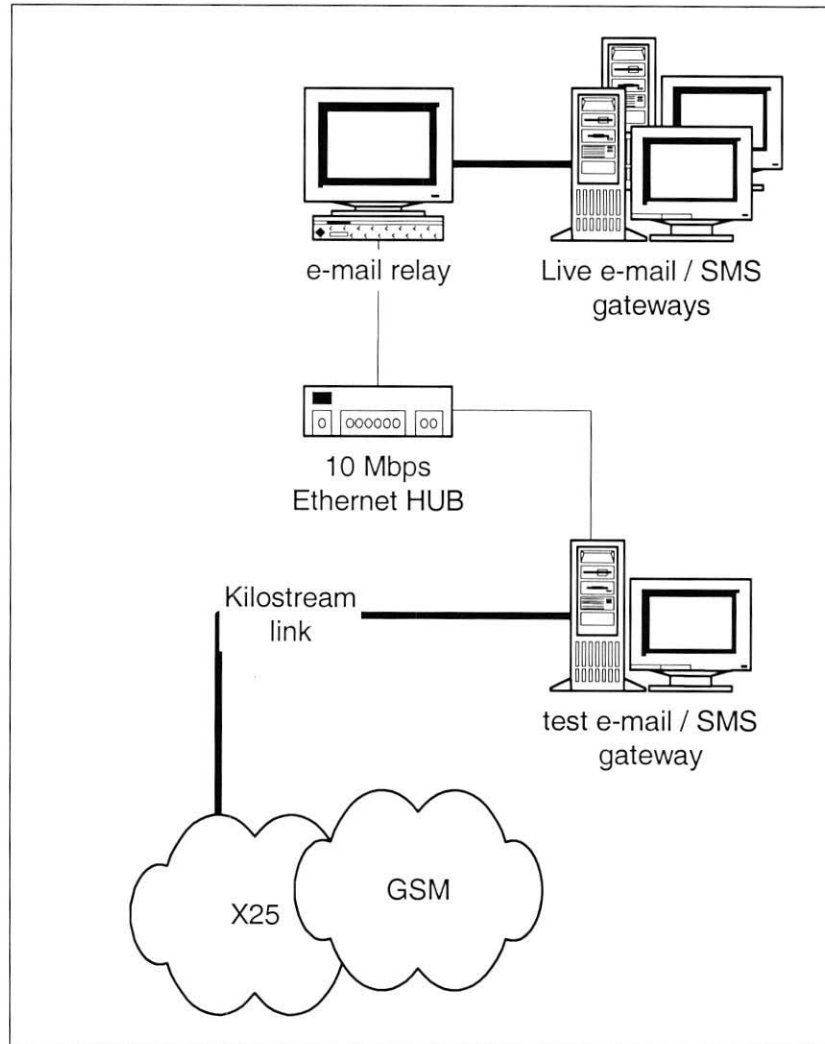 e-mail relay
Live e-mail / SMS
gateways
10 Mbps
Ethernet HUB
Kilostream
link
test e-mail / SMS
gateway
X25
GSM